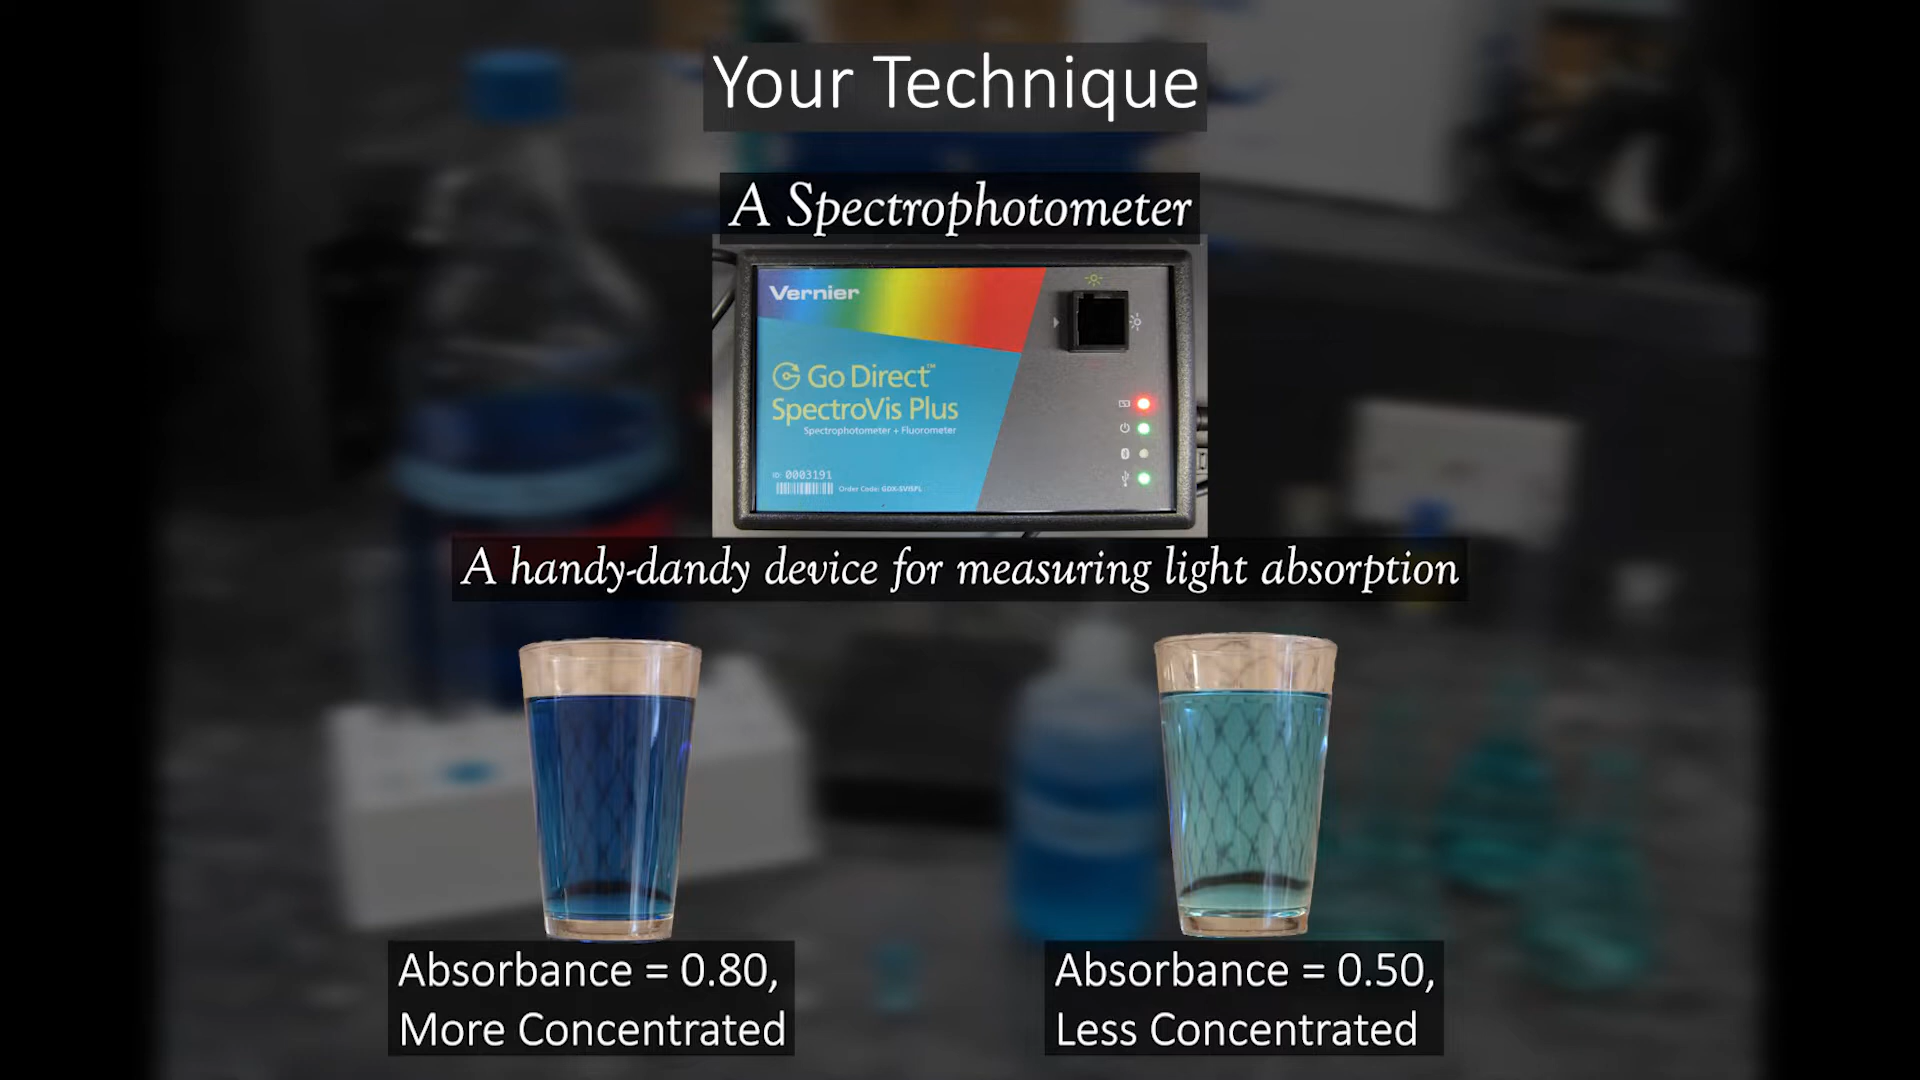 Your Technique
A Spectrophotometer
Vernier
Go Direct™
SpectroVis Plus
Spectrophotometer + Fluorometer
ID: 0003191
Order Code: GDX-SVISPL
A handy-dandy device for measuring light absorption
Absorbance = 0.80,
More Concentrated
Absorbance = 0.50,
Less Concentrated